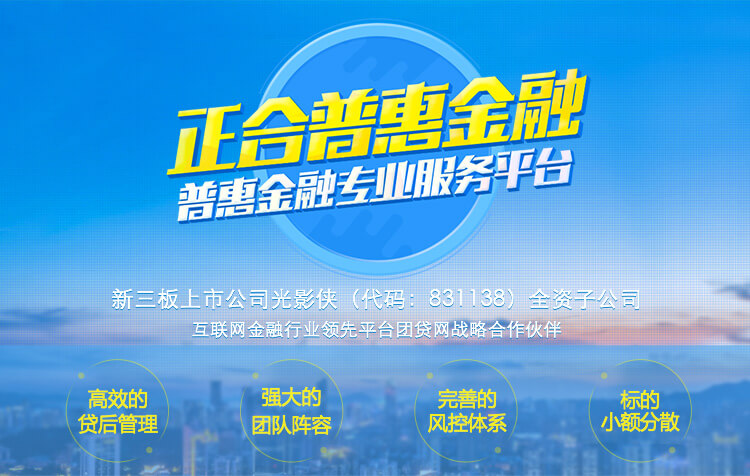 正合普惠金融
普惠金融专业服务平台
新三板上市公司光影侠（代码：831138）全资子公司
互联网金融行业领先平台团贷网战略合作伙伴
高效的
贷后管理
强大的
团队阵容
完善的
风控体系
标的
小额分散